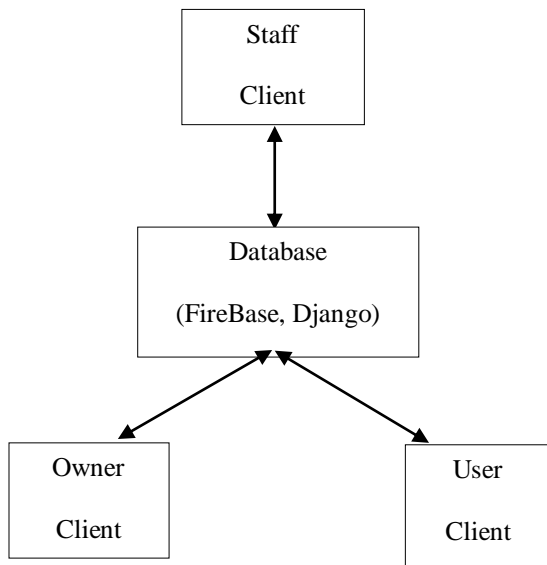 Staff
Client
Database
(FireBase, Django)
Owner
Client
User
Client